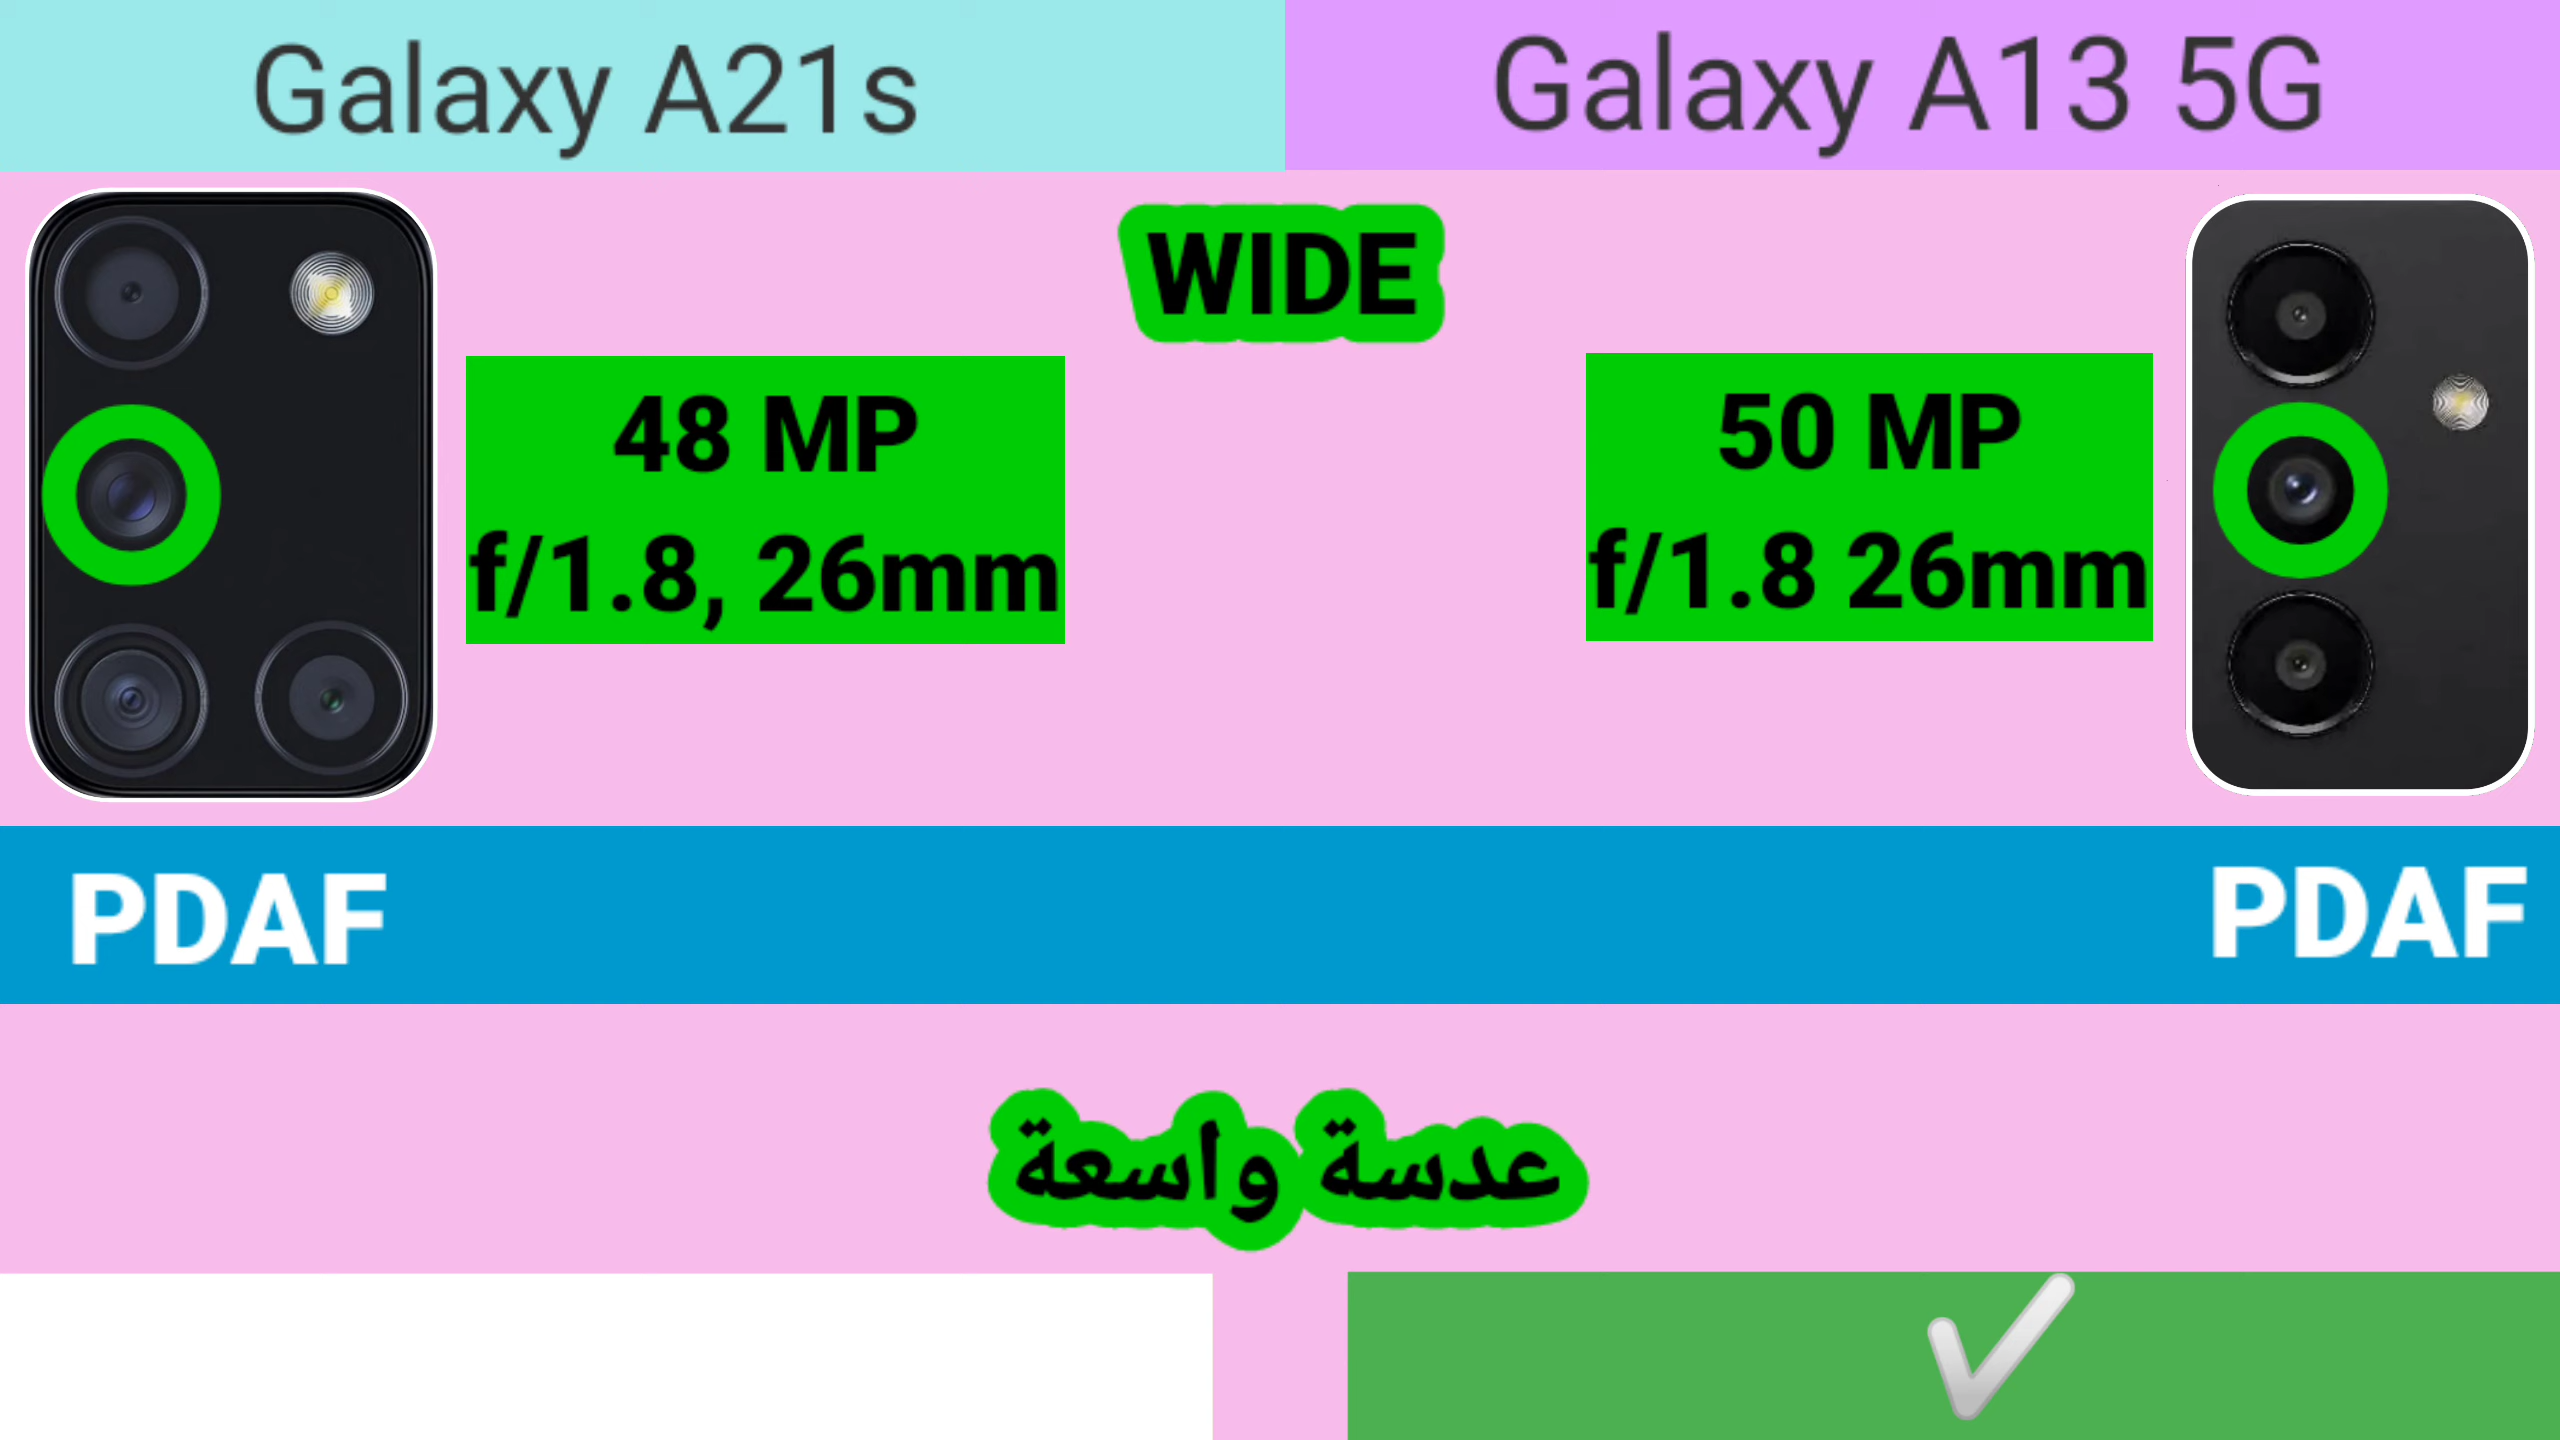 Galaxy A21s
Galaxy A13 5G
WIDE
48 MP
f/1.8, 26mm
50 MP
f/1.8 26mm
PDAF
PDAF
عدسة واسعة